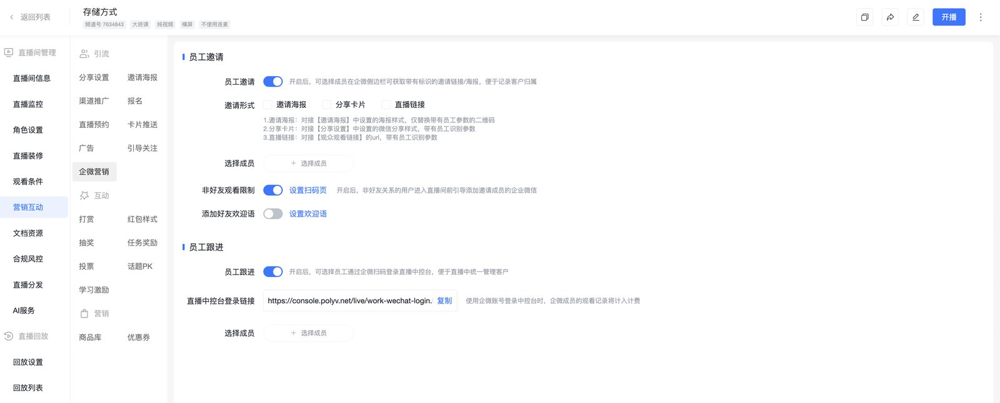 返回列表
存储方式
频道号 7634843 大班课 纯视频 横屏 不使用连麦
开播
直播间管理
直播间信息
直播监控
角色设置
直播装修
观看条件
营销互动
文档资源
合规风控
直播分发
AI服务
直播回放
回放设置
回放列表
引流
分享设置 邀请海报
渠道推广 报名
直播预约 卡片推送
广告 引导关注
企微营销
互动
打赏 红包样式
抽奖 任务奖励
投票 话题PK
学习激励
营销
商品库 优惠券
员工邀请
员工邀请 开启后，可选择成员在企微侧边栏可获取带有标识的邀请链接/海报，便于记录客户归属
邀请形式 邀请海报 分享卡片 直播链接
1.邀请海报：对接【邀请海报】中设置的海报样式，仅替换带有员工参数的二维码
2.分享卡片：对接【分享设置】中设置的微信分享样式，带有员工识别参数
3.直播链接：对接【观众观看链接】的url，带有员工识别参数
选择成员 + 选择成员
非好友观看限制 设置扫码页 开启后，非好友关系的用户进入直播间前引导添加邀请成员的企业微信
添加好友欢迎语 设置欢迎语
员工跟进
员工跟进 开启后，可选择员工通过企微扫码登录直播中控台，便于直播中统一管理客户
直播中控台登录链接 https://console.polyv.net/live/work-wechat-login. 复制 使用企微账号登录中控台时，企微成员的观看记录将计入计费
选择成员 + 选择成员